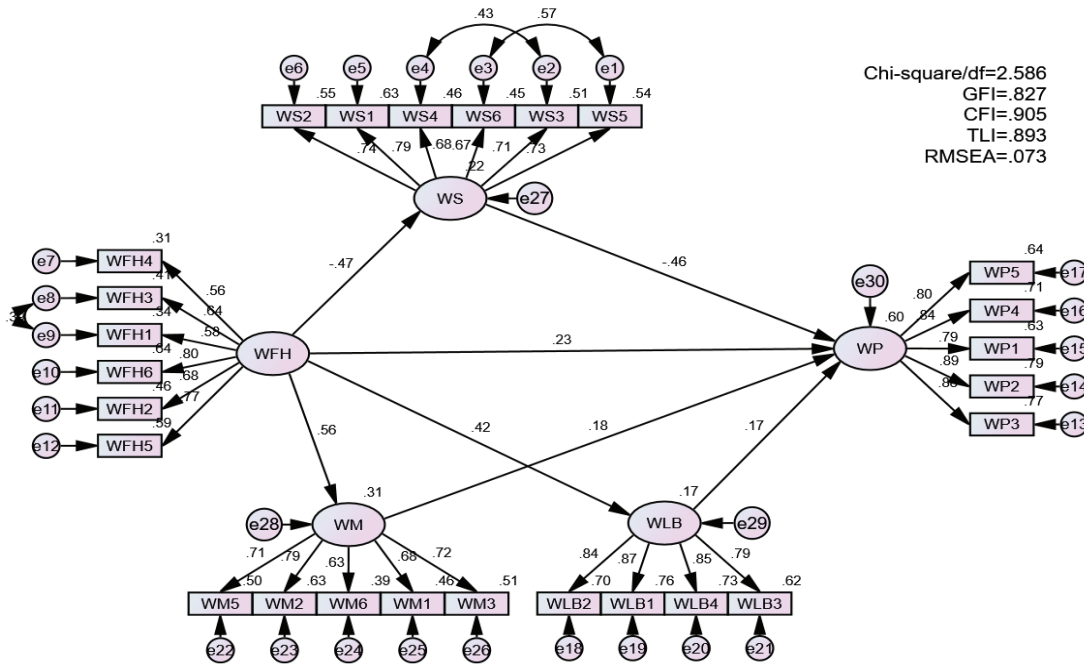 .43 .57
e6 e5 e4 e3 e2 e1
.55 .63 .46 .45 .51 .54
WS2 WS1 WS4 WS6 WS3 WS5
.74 .79 .68 .67 .71 .73
.22
WS e27
Chi-square/df=2.586
GFI=.827
CFI=.905
TLI=.893
RMSEA=.073
-.47 -.46
.31
e7 WFH4 .56
.41
e8 WFH3 .64
.34
e9 WFH1 .58
.64
e10 WFH6 .80
.68
.46
e11 WFH2 .77
.59
e12 WFH5
WFH
.23
e30
.60
WP
.64
.80 WP5 e17
.71
.84 WP4 e16
.63
.79 WP1 e15
.79
.89 WP2 e14
.77
WP3 e13
.56 .42 .18 .17
.31 .17
e28 WM WLB e29
.71 .79 .63 .68 .72
.84 .87 .85 .79
.50 .63 .39 .46 .51
.70 .76 .73 .62
WM5 WM2 WM6 WM1 WM3
WLB2 WLB1 WLB4 WLB3
e22 e23 e24 e25 e26
e18 e19 e20 e21